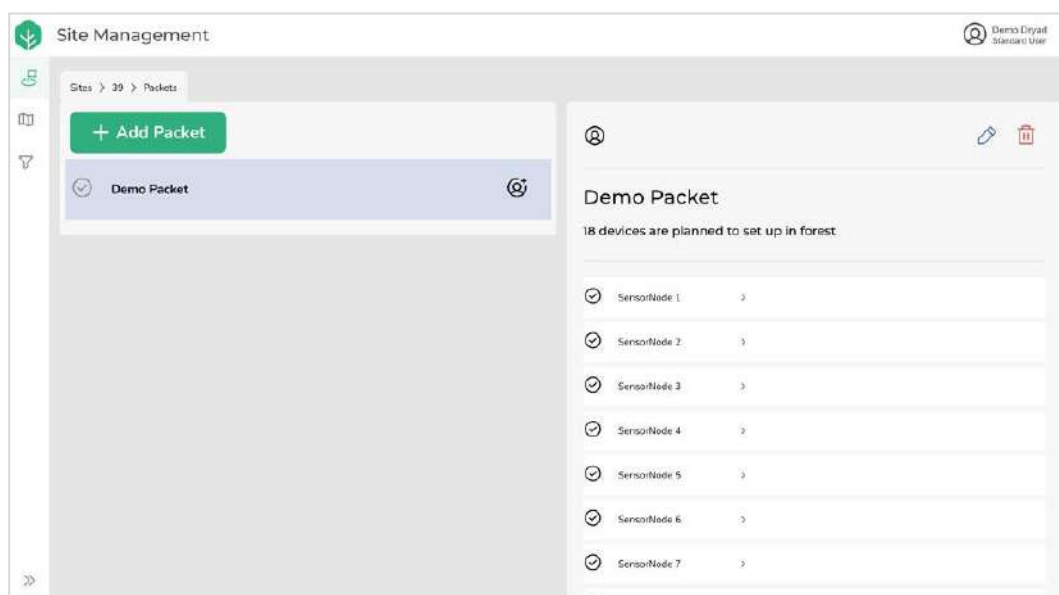 Site Management
Demo Dryad
Standard User
Sites > 39 > Packets
+ Add Packet
Demo Packet
Demo Packet
18 devices are planned to set up in forest
SensorNode 1 >
SensorNode 2 >
SensorNode 3 >
SensorNode 4 >
SensorNode 5 >
SensorNode 6 >
SensorNode 7 >